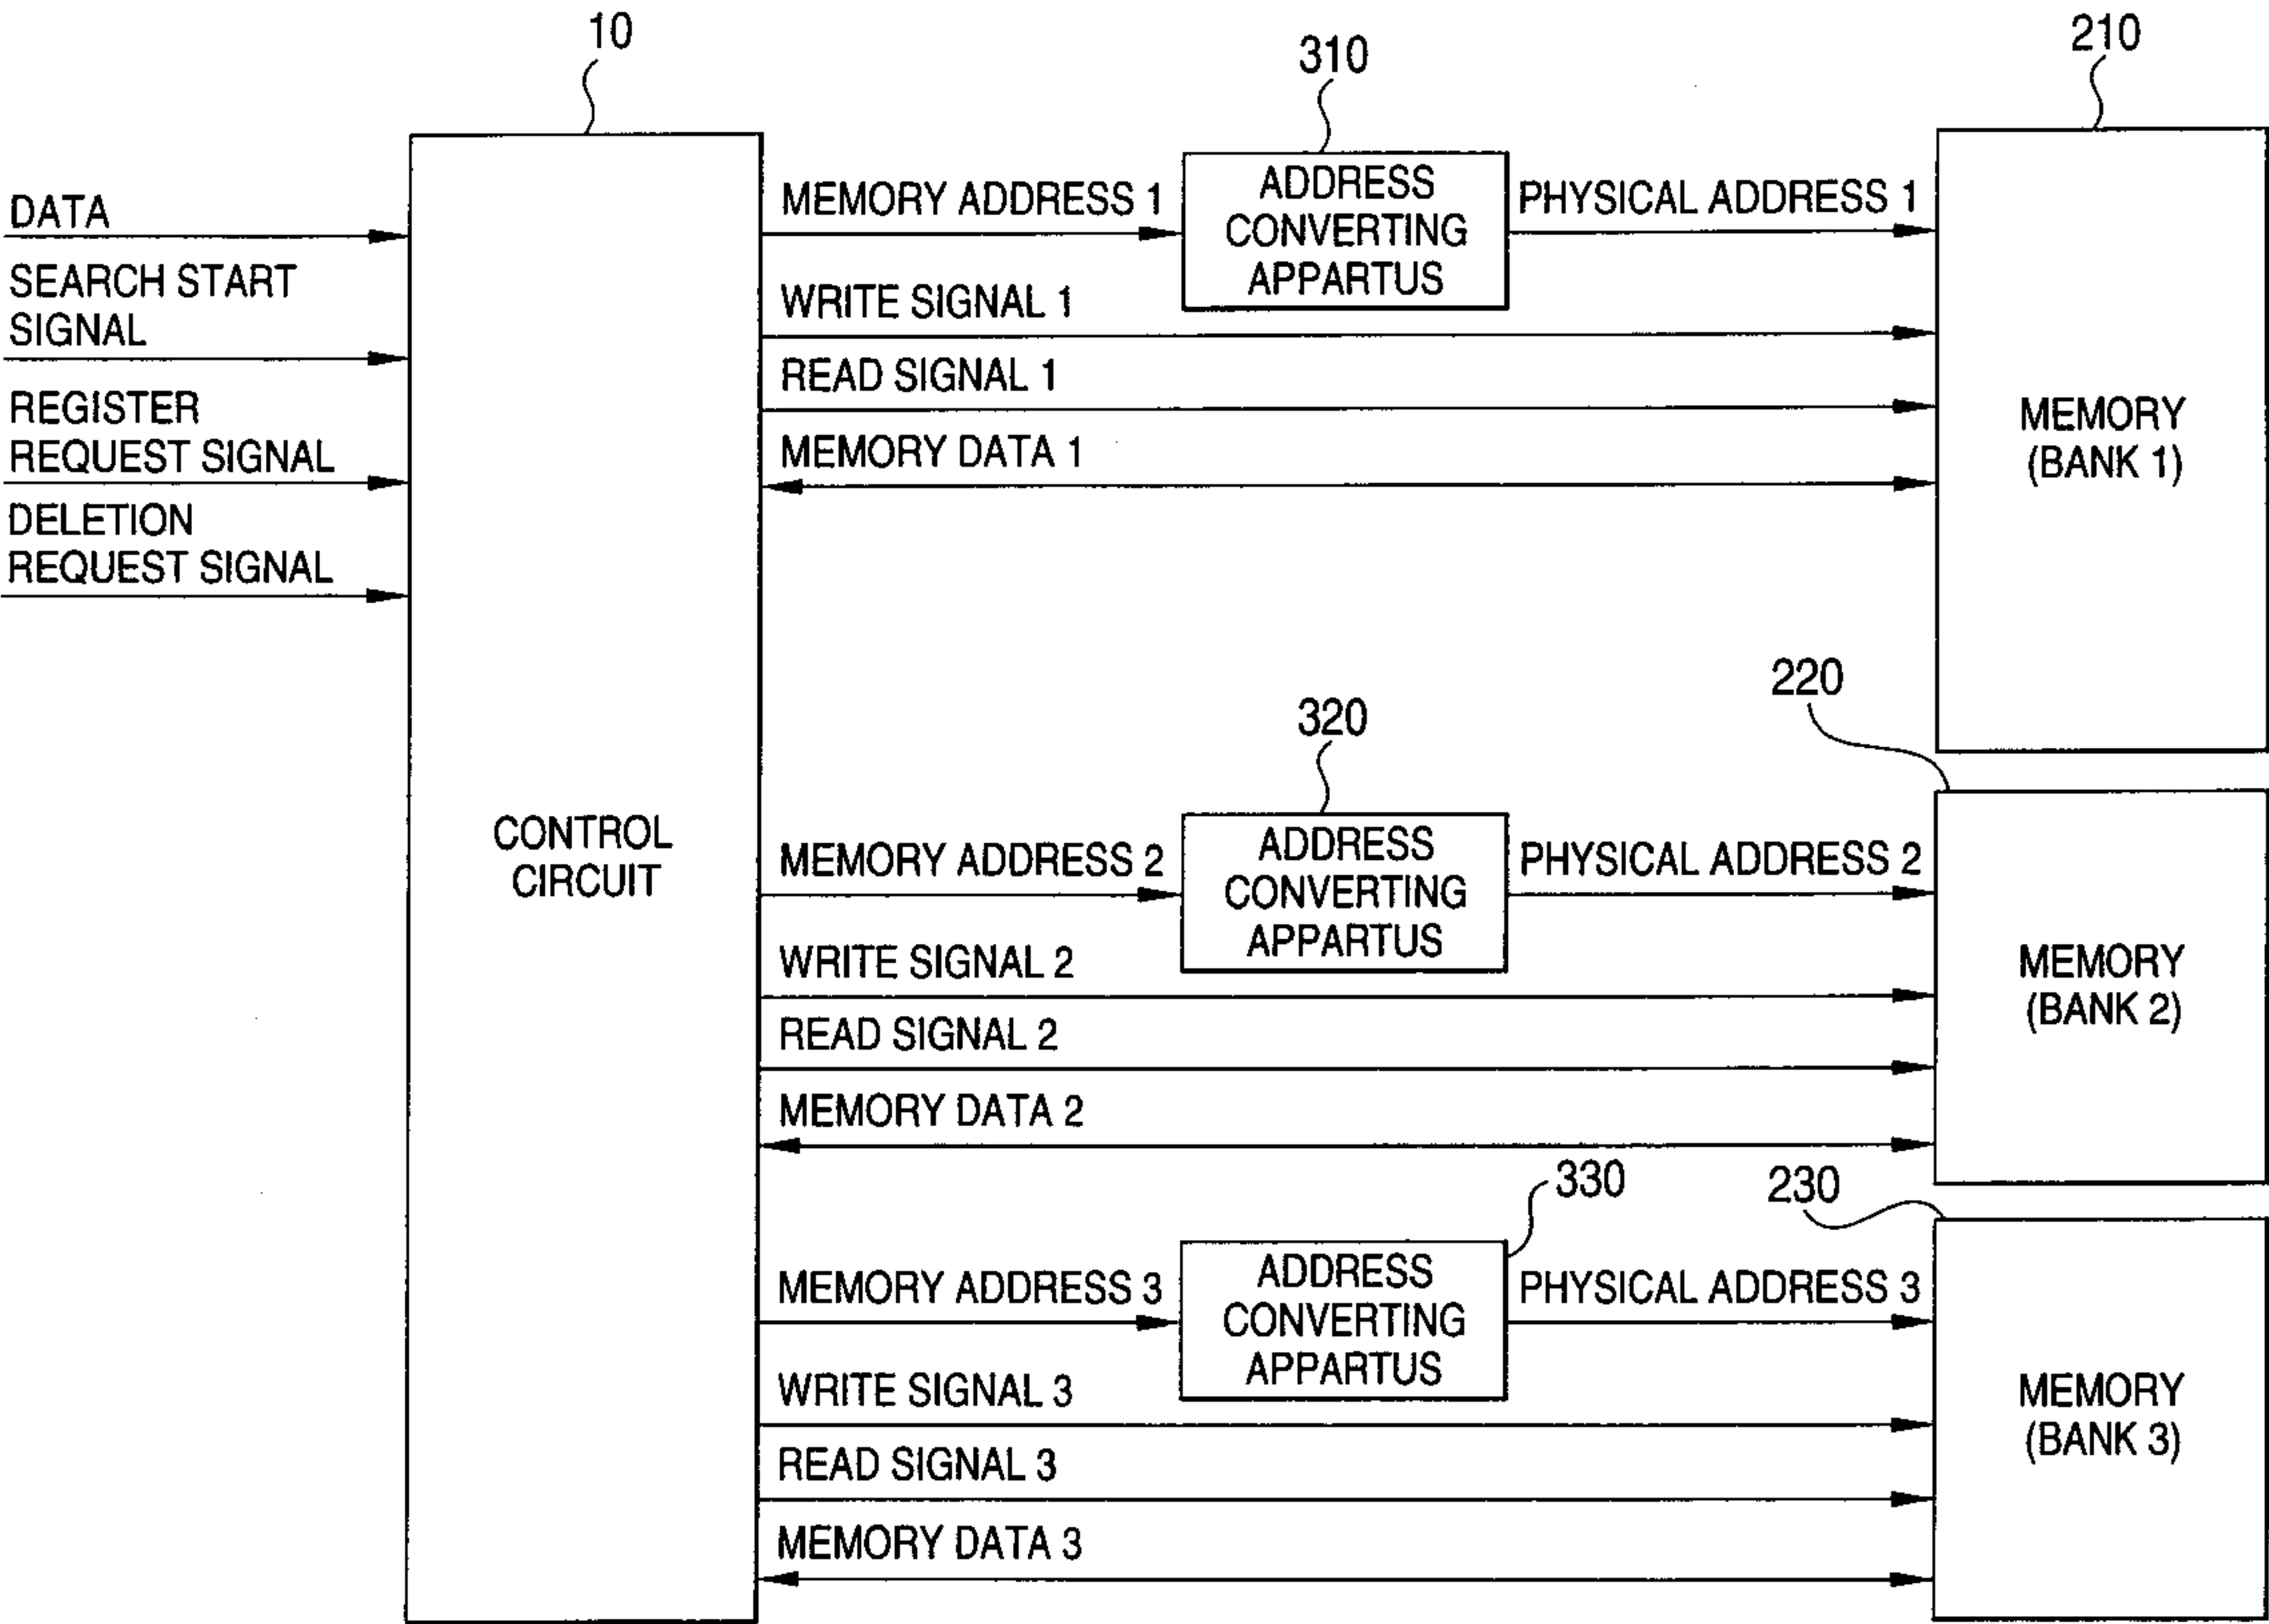 10
310
210
DATA
SEARCH START
SIGNAL
REGISTER
REQUEST SIGNAL
DELETION
REQUEST SIGNAL
CONTROL
CIRCUIT
MEMORY ADDRESS 1
ADDRESS
CONVERTING
APPARTUS
PHYSICAL ADDRESS 1
WRITE SIGNAL 1
READ SIGNAL 1
MEMORY DATA 1
MEMORY
(BANK 1)
220
320
MEMORY ADDRESS 2
ADDRESS
CONVERTING
APPARTUS
PHYSICAL ADDRESS 2
WRITE SIGNAL 2
READ SIGNAL 2
MEMORY DATA 2
MEMORY
(BANK 2)
330
230
MEMORY ADDRESS 3
ADDRESS
CONVERTING
APPARTUS
PHYSICAL ADDRESS 3
WRITE SIGNAL 3
READ SIGNAL 3
MEMORY DATA 3
MEMORY
(BANK 3)